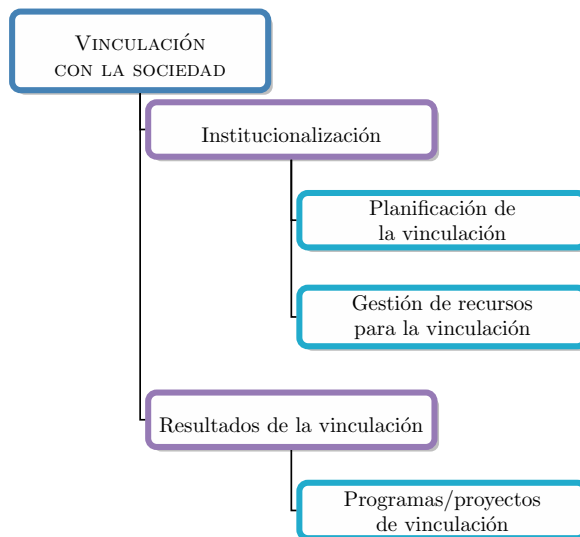 VINCULACIÓN
CON LA SOCIEDAD
Institucionalización
Planificación de
la vinculación
Gestión de recursos
para la vinculación
Resultados de la vinculación
Programas/proyectos
de vinculación